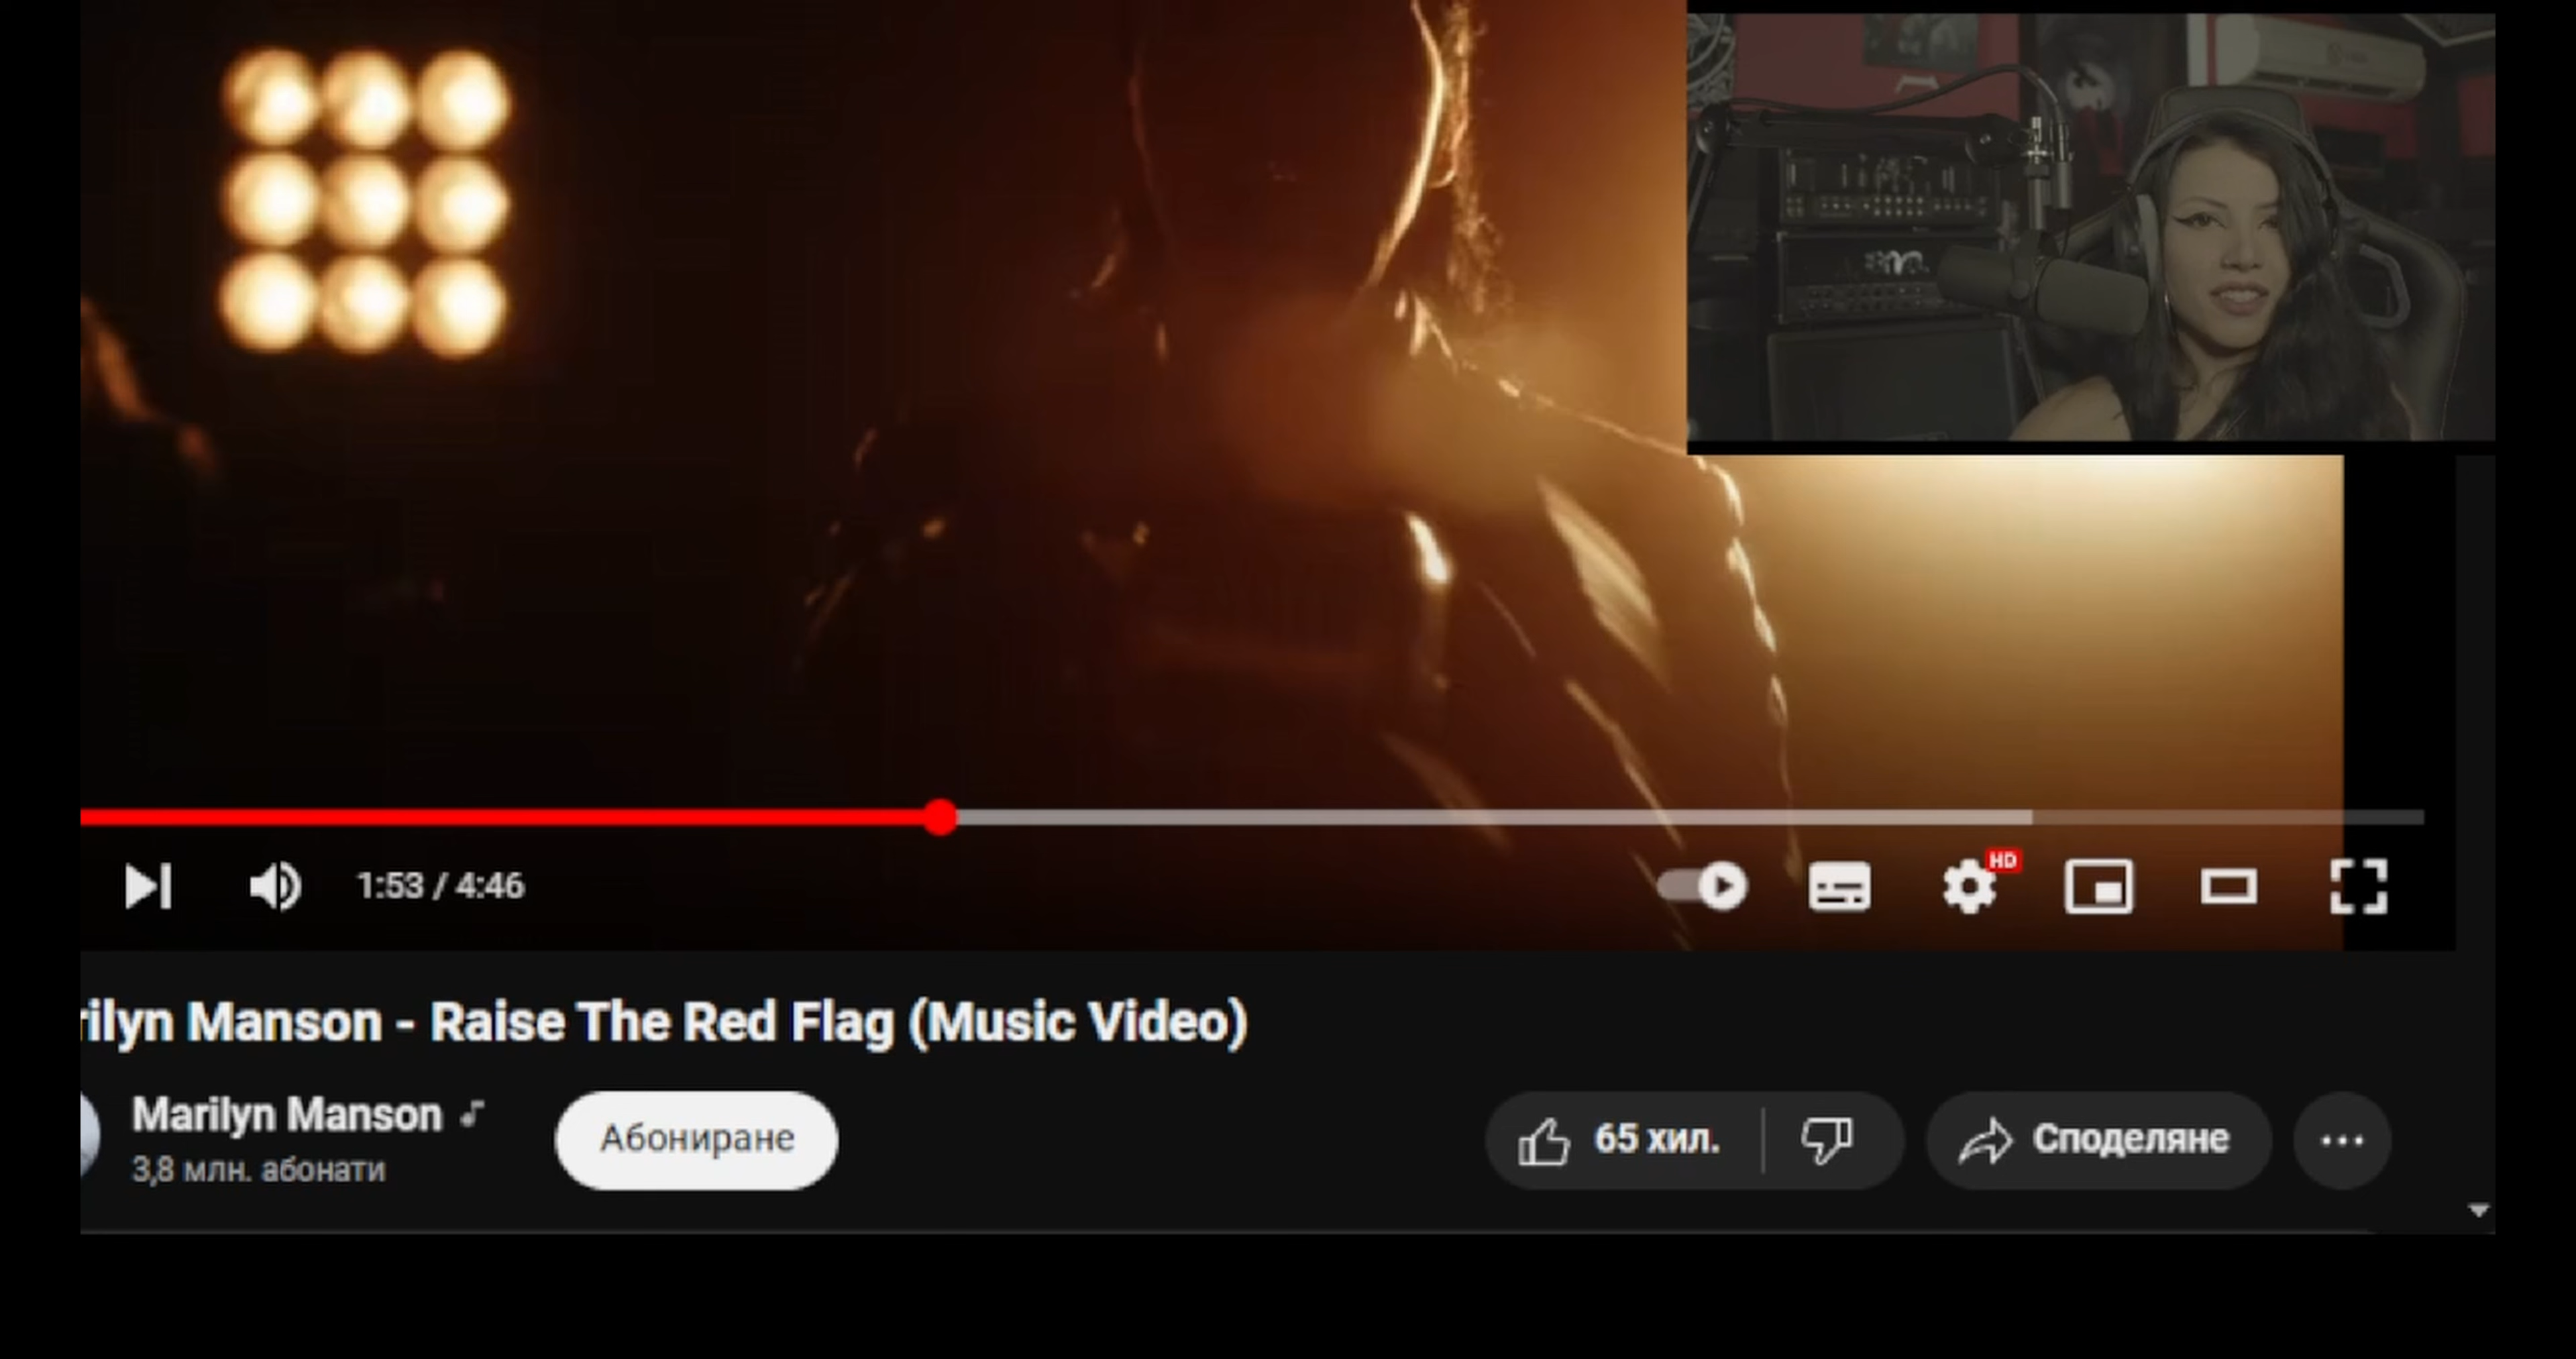 HD
1:53 / 4:46
rilyn Manson - Raise The Red Flag (Music Video)
Marilyn Manson
3,8 млн. абонати
Абониране
65 хил.
Споделяне